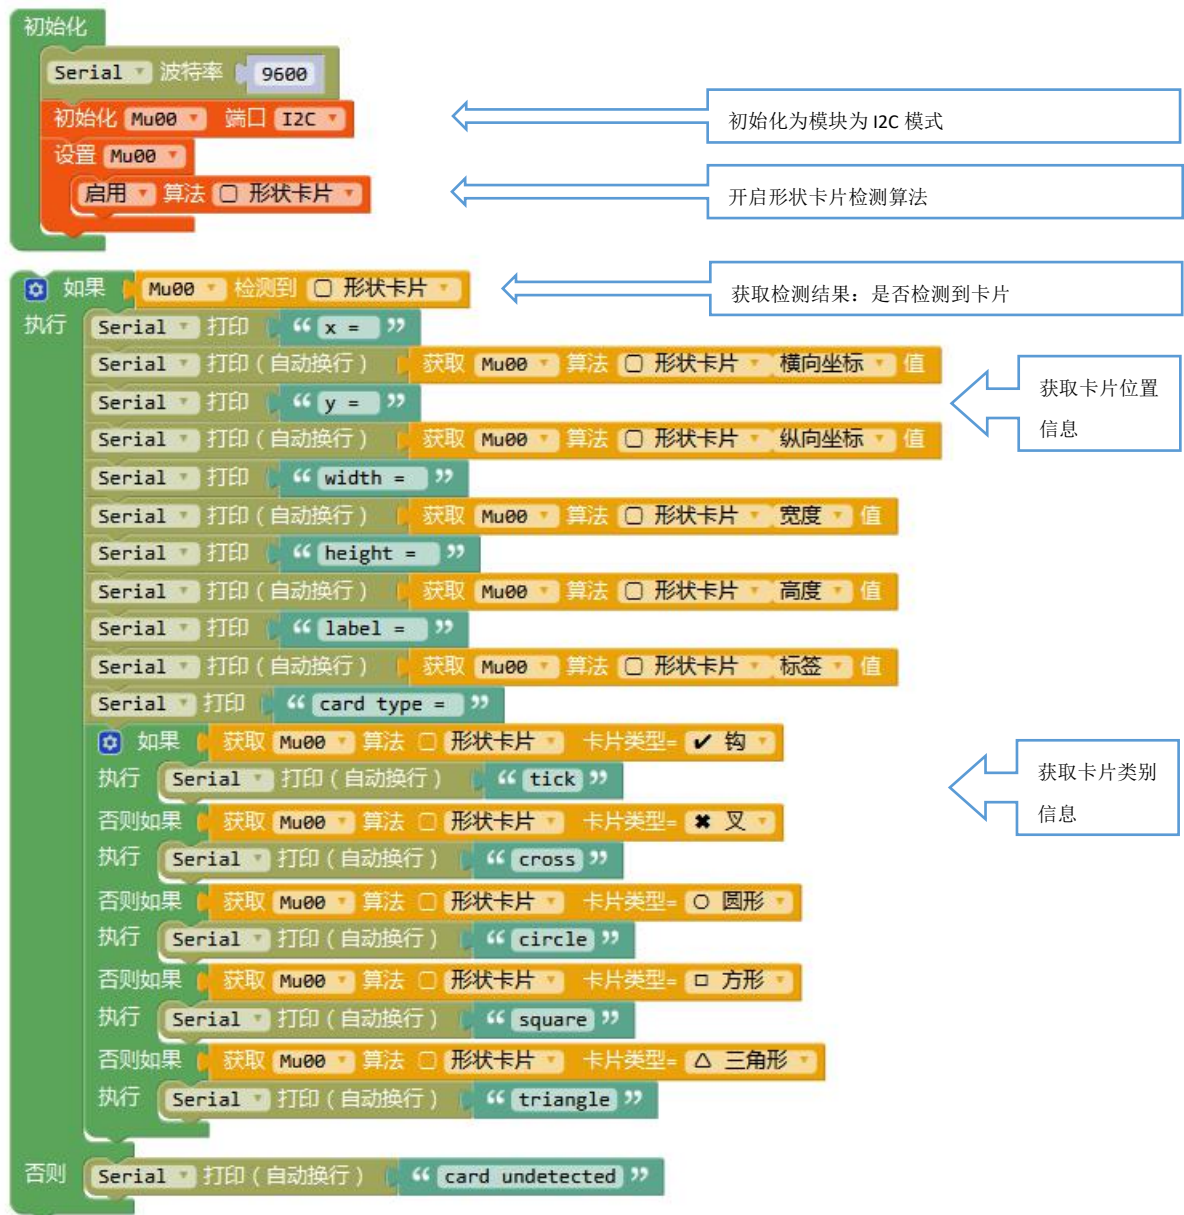 初始化
Serial 波特率 9600
初始化 Mu00 端口 I2C
初始化为模块为 I2C 模式
设置 Mu00
启用 算法 形状卡片
开启形状卡片检测算法
如果 Mu00 检测到 形状卡片
获取检测结果：是否检测到卡片
执行 Serial 打印 “ x = ”
Serial 打印（自动换行） 获取 Mu00 算法 形状卡片 横向坐标 值
Serial 打印 “ y = ”
Serial 打印（自动换行） 获取 Mu00 算法 形状卡片 纵向坐标 值
获取卡片位置
信息
Serial 打印 “ width = ”
Serial 打印（自动换行） 获取 Mu00 算法 形状卡片 宽度 值
Serial 打印 “ height = ”
Serial 打印（自动换行） 获取 Mu00 算法 形状卡片 高度 值
Serial 打印 “ label = ”
Serial 打印（自动换行） 获取 Mu00 算法 形状卡片 标签 值
Serial 打印 “ card type = ”
如果 获取 Mu00 算法 形状卡片 卡片类型= ✔ 钩
执行 Serial 打印（自动换行） “ tick ”
否则如果 获取 Mu00 算法 形状卡片 卡片类型= ✖ 叉
获取卡片类别
信息
执行 Serial 打印（自动换行） “ cross ”
否则如果 获取 Mu00 算法 形状卡片 卡片类型= ○ 圆形
执行 Serial 打印（自动换行） “ circle ”
否则如果 获取 Mu00 算法 形状卡片 卡片类型= □ 方形
执行 Serial 打印（自动换行） “ square ”
否则如果 获取 Mu00 算法 形状卡片 卡片类型= △ 三角形
执行 Serial 打印（自动换行） “ triangle ”
否则 Serial 打印（自动换行） “ card undetected ”